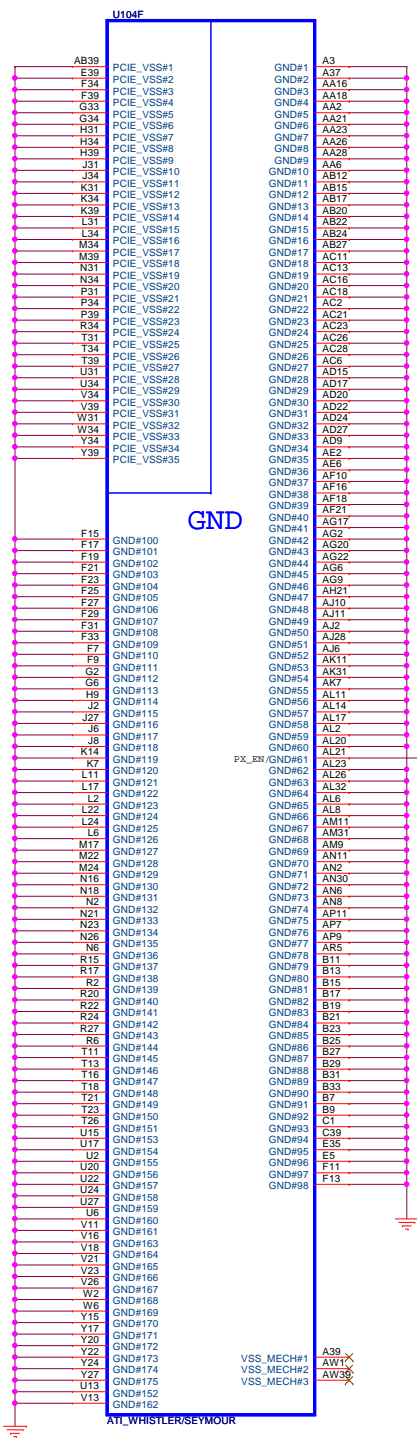 U104F
AB39 PCIE_VSS#1
E39 PCIE_VSS#2
F34 PCIE_VSS#3
F39 PCIE_VSS#4
G33 PCIE_VSS#5
G34 PCIE_VSS#6
H31 PCIE_VSS#7
H34 PCIE_VSS#8
H39 PCIE_VSS#9
J31 PCIE_VSS#10
J34 PCIE_VSS#11
K31 PCIE_VSS#12
K34 PCIE_VSS#13
K39 PCIE_VSS#14
L31 PCIE_VSS#15
L34 PCIE_VSS#16
M34 PCIE_VSS#17
M39 PCIE_VSS#18
N31 PCIE_VSS#19
N34 PCIE_VSS#20
P31 PCIE_VSS#21
P34 PCIE_VSS#22
P39 PCIE_VSS#23
R34 PCIE_VSS#24
T31 PCIE_VSS#25
T34 PCIE_VSS#26
T39 PCIE_VSS#27
U31 PCIE_VSS#28
U34 PCIE_VSS#29
V34 PCIE_VSS#30
V39 PCIE_VSS#31
W31 PCIE_VSS#32
W34 PCIE_VSS#33
Y34 PCIE_VSS#34
Y39 PCIE_VSS#35
GND
F15 GND#100
F17 GND#101
F19 GND#102
F21 GND#103
F23 GND#104
F25 GND#105
F27 GND#106
F29 GND#107
F31 GND#108
F33 GND#109
F7 GND#110
F9 GND#111
G2 GND#112
G6 GND#113
H9 GND#114
J2 GND#115
J27 GND#116
J6 GND#117
J8 GND#118
K14 GND#119
K7 GND#120
L11 GND#121
L17 GND#122
L2 GND#123
L22 GND#124
L24 GND#125
L6 GND#126
M17 GND#127
M22 GND#128
M24 GND#129
N16 GND#130
N18 GND#131
N2 GND#132
N21 GND#133
N23 GND#134
N26 GND#135
N6 GND#136
R15 GND#137
R17 GND#138
R2 GND#139
R20 GND#140
R22 GND#141
R24 GND#142
R27 GND#143
R6 GND#144
T11 GND#145
T13 GND#146
T16 GND#147
T18 GND#148
T21 GND#149
T23 GND#150
T26 GND#151
U15 GND#153
U17 GND#154
U2 GND#155
U20 GND#156
U22 GND#157
U24 GND#158
U27 GND#159
U6 GND#160
V11 GND#161
V16 GND#163
V18 GND#164
V21 GND#165
V23 GND#166
V26 GND#167
W2 GND#168
W6 GND#169
Y15 GND#170
Y17 GND#171
Y20 GND#172
Y22 GND#173
Y24 GND#174
Y27 GND#175
U13 GND#152
V13 GND#162
GND#1 A3
GND#2 A37
GND#3 AA16
GND#4 AA18
GND#5 AA2
GND#6 AA21
GND#7 AA23
GND#8 AA26
GND#9 AA28
GND#10 AA6
GND#11 AB12
GND#12 AB15
GND#13 AB17
GND#14 AB20
GND#15 AB22
GND#16 AB24
GND#17 AB27
GND#18 AC11
GND#19 AC13
GND#20 AC16
GND#21 AC18
GND#22 AC2
GND#23 AC21
GND#24 AC23
GND#25 AC26
GND#26 AC28
GND#27 AC6
GND#28 AD15
GND#29 AD17
GND#30 AD20
GND#31 AD22
GND#32 AD24
GND#33 AD27
GND#34 AD9
GND#35 AE2
GND#36 AE6
GND#37 AF10
GND#38 AF16
GND#39 AF18
GND#40 AF21
GND#41 AG17
GND#42 AG2
GND#43 AG20
GND#44 AG22
GND#45 AG6
GND#46 AG9
GND#47 AH21
GND#48 AJ10
GND#49 AJ11
GND#50 AJ2
GND#51 AJ28
GND#52 AJ6
GND#53 AK11
GND#54 AK31
GND#55 AK7
GND#56 AL11
GND#57 AL14
GND#58 AL17
GND#59 AL2
GND#60 AL20
PX_EN/GND#61 AL21
GND#62 AL23
GND#63 AL26
GND#64 AL32
GND#65 AL6
GND#66 AL8
GND#67 AM11
GND#68 AM31
GND#69 AM9
GND#70 AN11
GND#71 AN2
GND#72 AN30
GND#73 AN6
GND#74 AN8
GND#75 AP11
GND#76 AP7
GND#77 AP9
GND#78 AR5
GND#79 B11
GND#80 B13
GND#81 B15
GND#82 B17
GND#83 B19
GND#84 B21
GND#85 B23
GND#86 B25
GND#87 B27
GND#88 B29
GND#89 B31
GND#90 B33
GND#91 B7
GND#92 B9
GND#93 C1
GND#94 C39
GND#95 E35
GND#96 E5
GND#97 F11
GND#98 F13
VSS_MECH#1 A39
VSS_MECH#2 AW1
VSS_MECH#3 AW39
ATI_WHISTLER/SEYMOUR